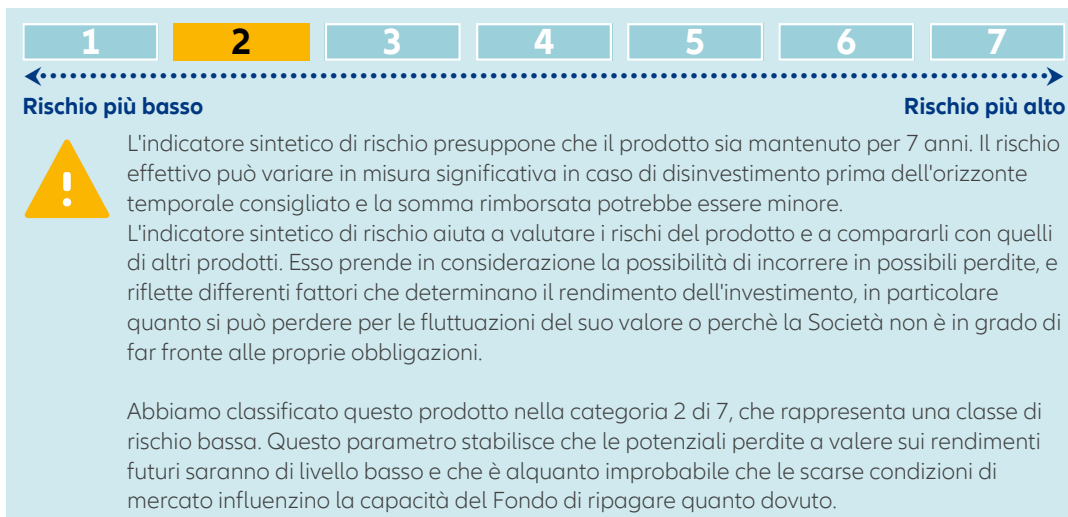 1 2 3 4 5 6 7
Rischio più basso Rischio più alto
L'indicatore sintetico di rischio presuppone che il prodotto sia mantenuto per 7 anni. Il rischio
effettivo può variare in misura significativa in caso di disinvestimento prima dell'orizzonte
temporale consigliato e la somma rimborsata potrebbe essere minore.
L'indicatore sintetico di rischio aiuta a valutare i rischi del prodotto e a compararli con quelli
di altri prodotti. Esso prende in considerazione la possibilità di incorrere in possibili perdite, e
riflette differenti fattori che determinano il rendimento dell'investimento, in particolare
quanto si può perdere per le fluttuazioni del suo valore o perchè la Società non è in grado di
far fronte alle proprie obbligazioni.
Abbiamo classificato questo prodotto nella categoria 2 di 7, che rappresenta una classe di
rischio bassa. Questo parametro stabilisce che le potenziali perdite a valere sui rendimenti
futuri saranno di livello basso e che è alquanto improbabile che le scarse condizioni di
mercato influenzino la capacità del Fondo di ripagare quanto dovuto.